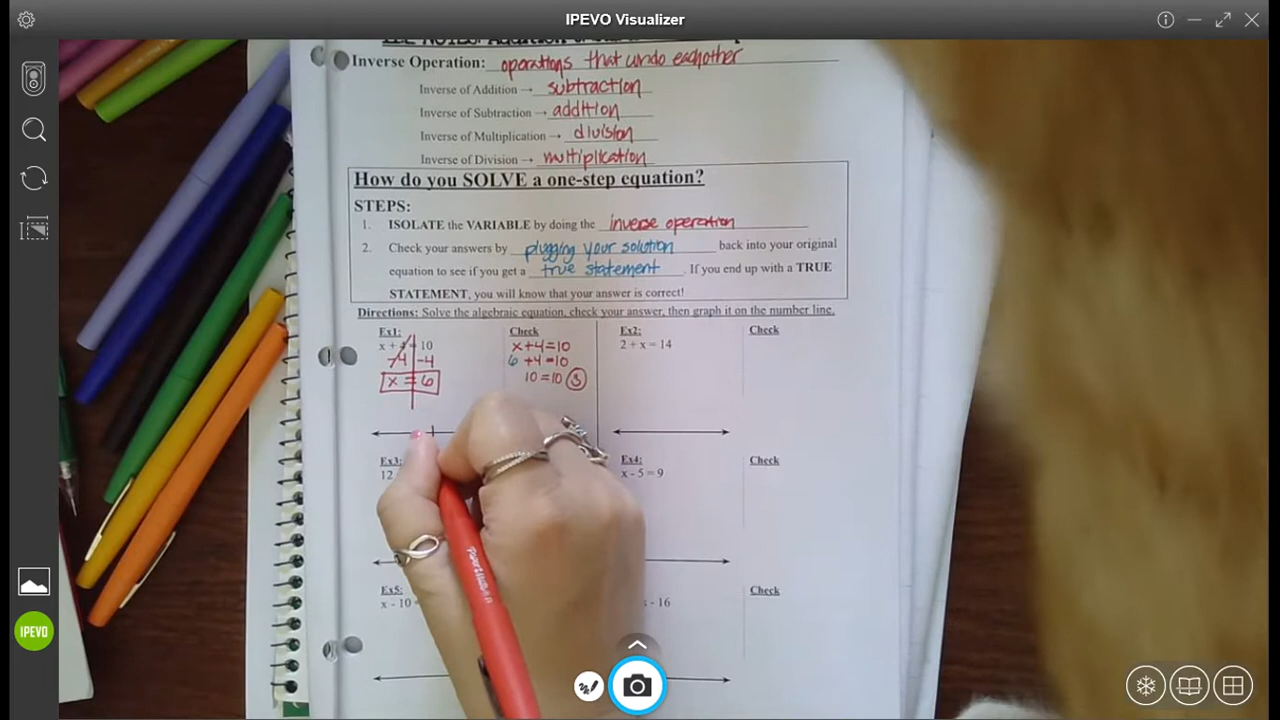 IPEVO Visualizer
Inverse Operation: operations that undo eachother
Inverse of Addition → subtraction
Inverse of Subtraction → addition
Inverse of Multiplication → division
Inverse of Division → multiplication
How do you SOLVE a one-step equation?
STEPS:
1. ISOLATE the VARIABLE by doing the inverse operation
2. Check your answers by plugging your solution back into your original
equation to see if you get a true statement. If you end up with a TRUE
STATEMENT, you will know that your answer is correct!
Directions: Solve the algebraic equation, check your answer, then graph it on the number line.
Ex1: Check Ex2: Check
x + 4 = 10 x+4=10 2 + x = 14
-4 -4 6 +4=10
x = 6 10=10
Ex3: Ex4: Check
12 x - 5 = 9
Ex5: Check
x - 10 - 16
IPEVO